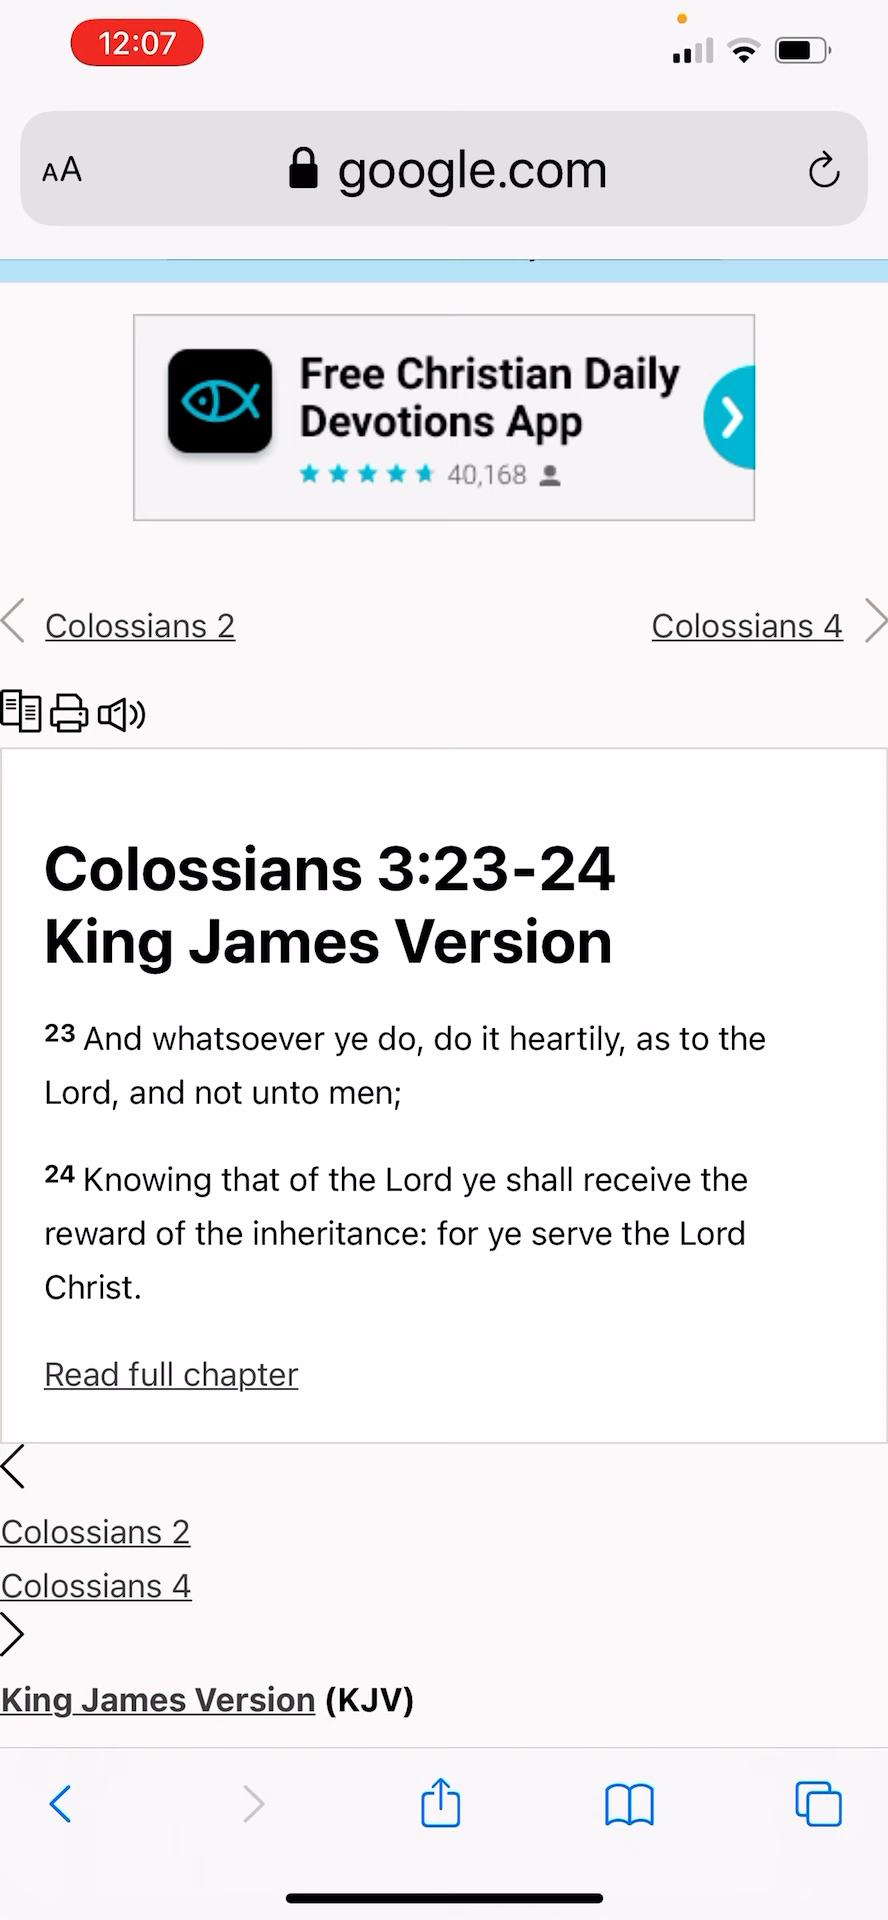 12:07
AA google.com
Free Christian Daily
Devotions App
40,168
Colossians 2
Colossians 4
Colossians 3:23-24
King James Version
23 And whatsoever ye do, do it heartily, as to the
Lord, and not unto men;
24 Knowing that of the Lord ye shall receive the
reward of the inheritance: for ye serve the Lord
Christ.
Read full chapter
Colossians 2
Colossians 4
King James Version (KJV)